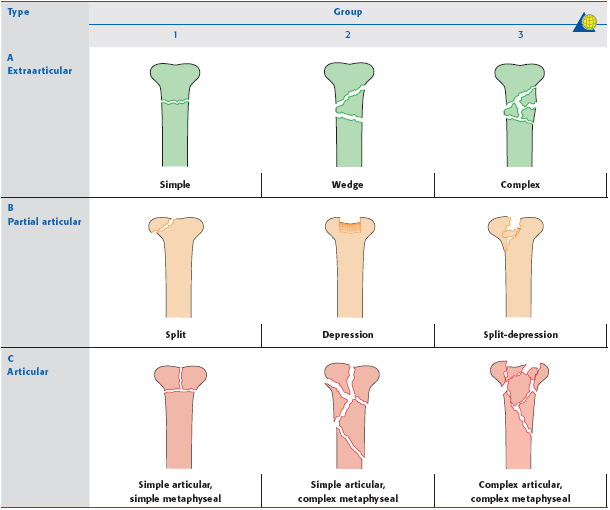 Type
Group
1
2
3
A
Extraarticular
Simple
Wedge
Complex
B
Partial articular
Split
Depression
Split-depression
C
Articular
Simple articular,
simple metaphyseal
Simple articular,
complex metaphyseal
Complex articular,
complex metaphyseal